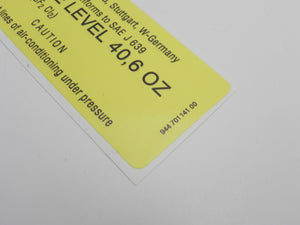 , Stuttgart, W-Germany
forms to SAE J 639
LEVEL 40,6 OZ
CAUTION
lines of air-conditioning under pressure
944 701 141 00